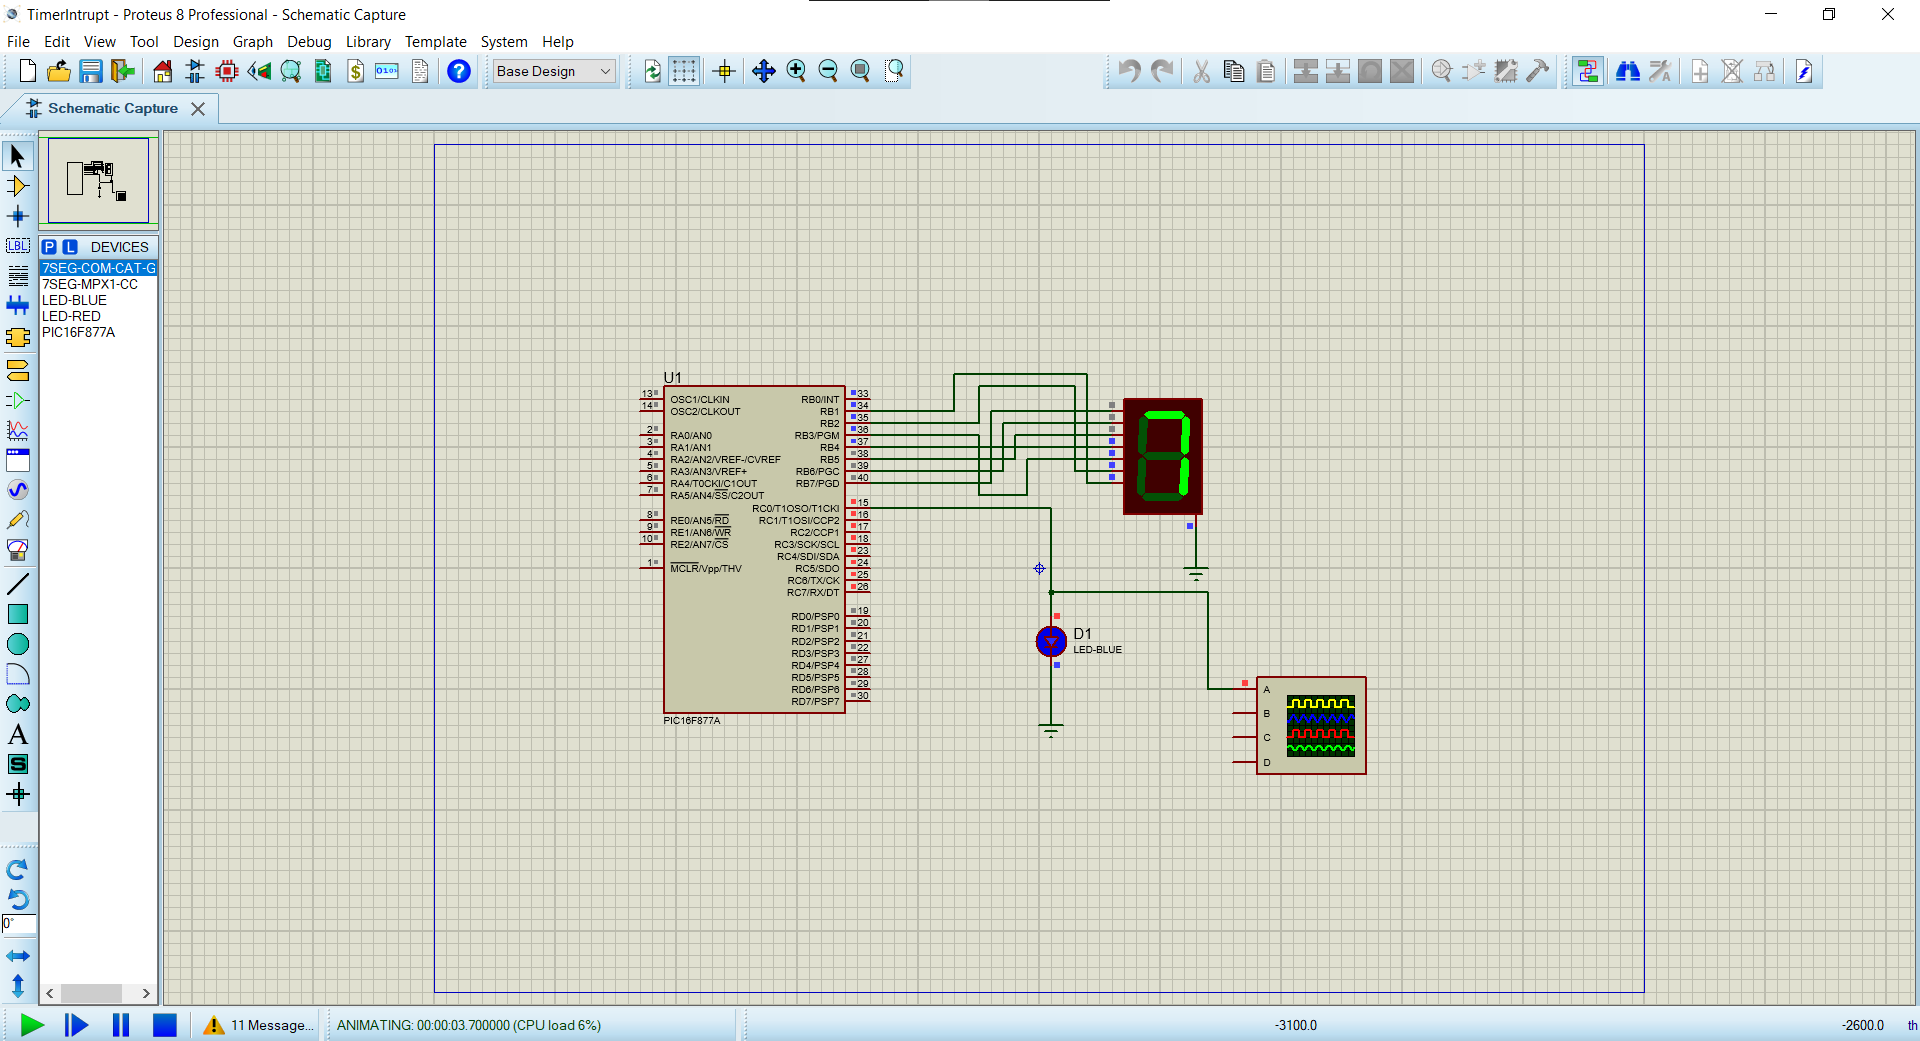 TimerIntrupt - Proteus 8 Professional - Schematic Capture
File Edit View Tool Design Graph Debug Library Template System Help
$ 0101 ? Base Design
Schematic Capture
P L DEVICES
7SEG-COM-CAT-G
7SEG-MPX1-CC
LED-BLUE
LED-RED
PIC16F877A
LBL
A
S
0°
U1
13 OSC1/CLKIN RB0/INT 33
14 OSC2/CLKOUT RB1 34
RB2 35
2 RA0/AN0 RB3/PGM 36
3 RA1/AN1 RB4 37
4 RA2/AN2/VREF-/CVREF RB5 38
5 RA3/AN3/VREF+ RB6/PGC 39
6 RA4/T0CKI/C1OUT RB7/PGD 40
7 RA5/AN4/SS/C2OUT
RC0/T1OSO/T1CKI 15
8 RE0/AN5/RD RC1/T1OSI/CCP2 16
9 RE1/AN6/WR RC2/CCP1 17
10 RE2/AN7/CS RC3/SCK/SCL 18
RC4/SDI/SDA 23
1 MCLR/Vpp/THV RC5/SDO 24
RC6/TX/CK 25
RC7/RX/DT 26
RD0/PSP0 19
RD1/PSP1 20
RD2/PSP2 21
RD3/PSP3 22
RD4/PSP4 27
RD5/PSP5 28
RD6/PSP6 29
RD7/PSP7 30
PIC16F877A
7
D1
LED-BLUE
A
B
C
D
11 Message... ANIMATING: 00:00:03.700000 (CPU load 6%) -3100.0 -2600.0 th